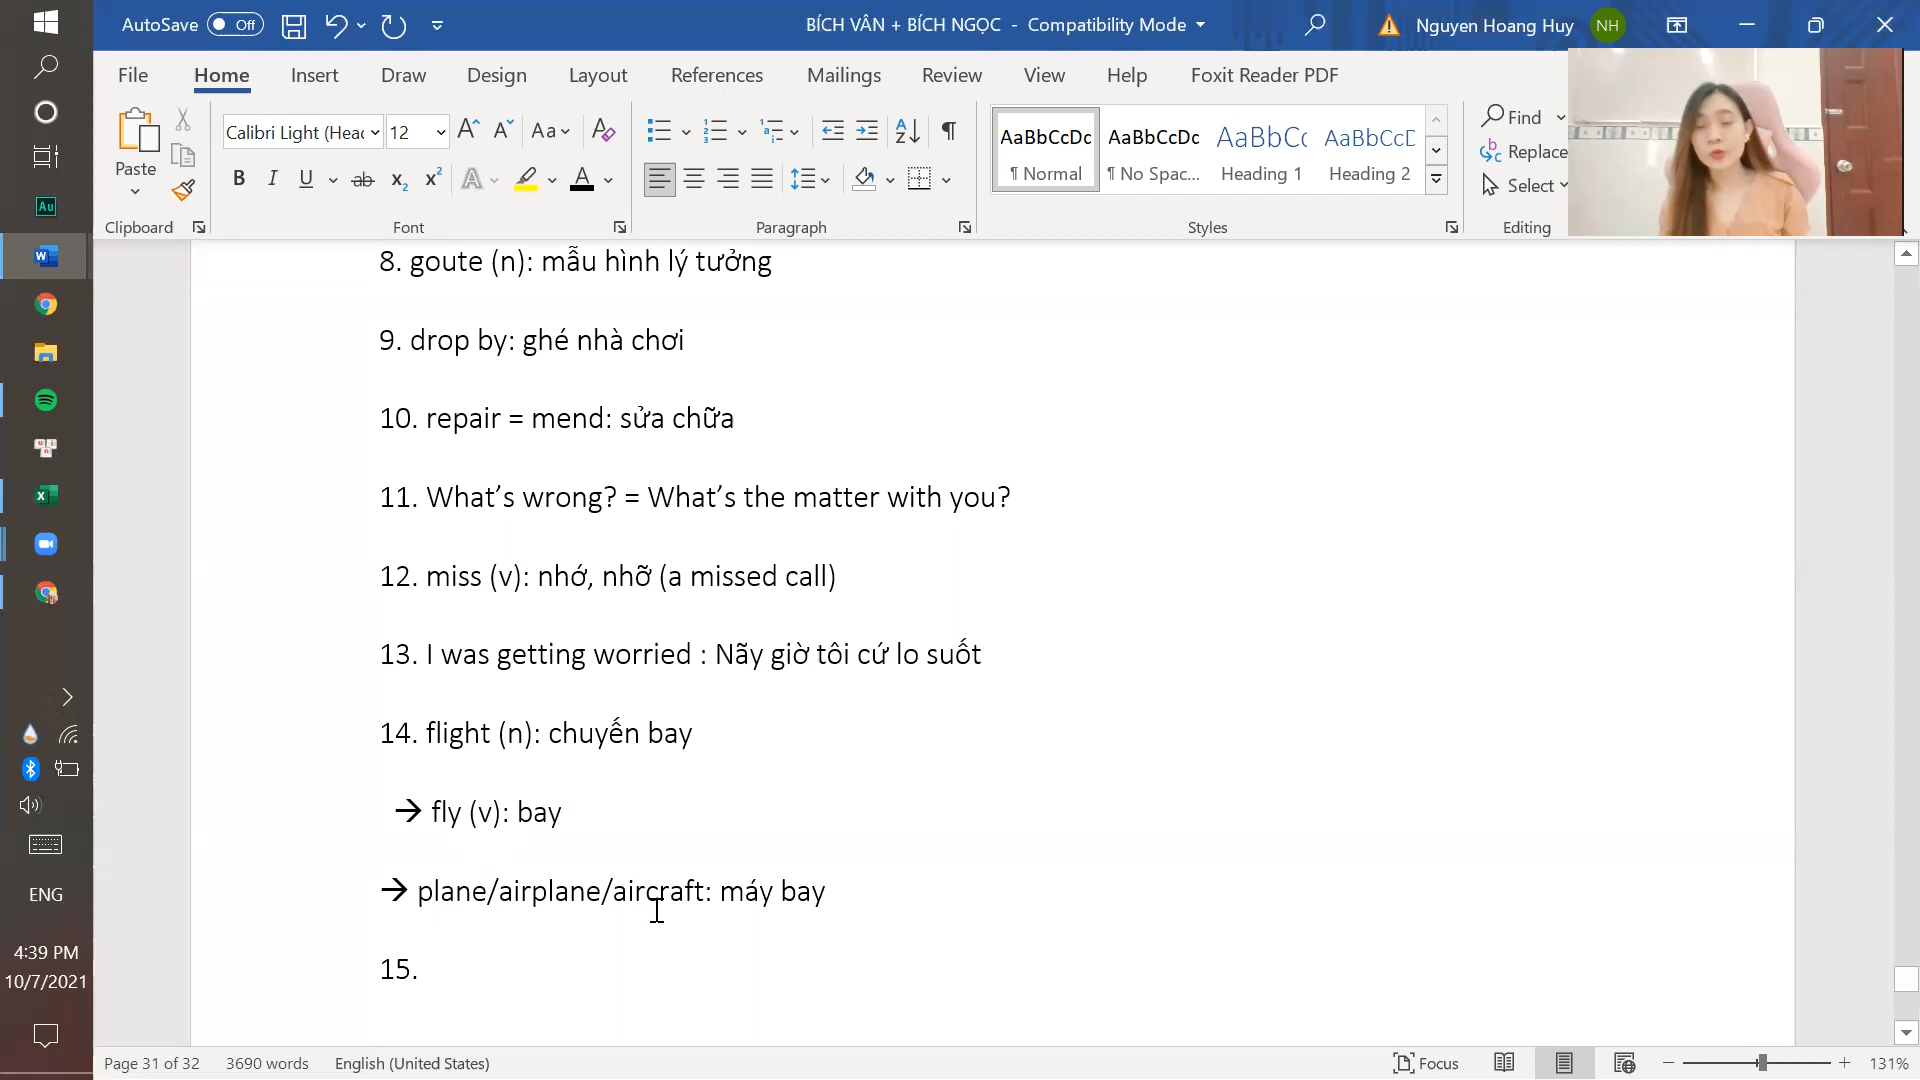 AutoSave Off BÍCH VÂN + BÍCH NGỌC - Compatibility Mode Nguyen Hoang Huy NH
File Home Insert Draw Design Layout References Mailings Review View Help Foxit Reader PDF
Paste Calibri Light (Head 12 Aa AaBbCcDc AaBbCcDc AaBbCc AaBbCcD Find
¶ Normal ¶ No Spac... Heading 1 Heading 2 Replace
Select
Clipboard Font Paragraph Styles Editing
8. goute (n): mẫu hình lý tưởng
9. drop by: ghé nhà chơi
10. repair = mend: sửa chữa
11. What’s wrong? = What’s the matter with you?
12. miss (v): nhớ, nhỡ (a missed call)
13. I was getting worried : Nãy giờ tôi cứ lo suốt
14. flight (n): chuyến bay
→ fly (v): bay
→ plane/airplane/aircraft: máy bay
15.
ENG
4:39 PM
10/7/2021
Page 31 of 32 3690 words English (United States) Focus 131%